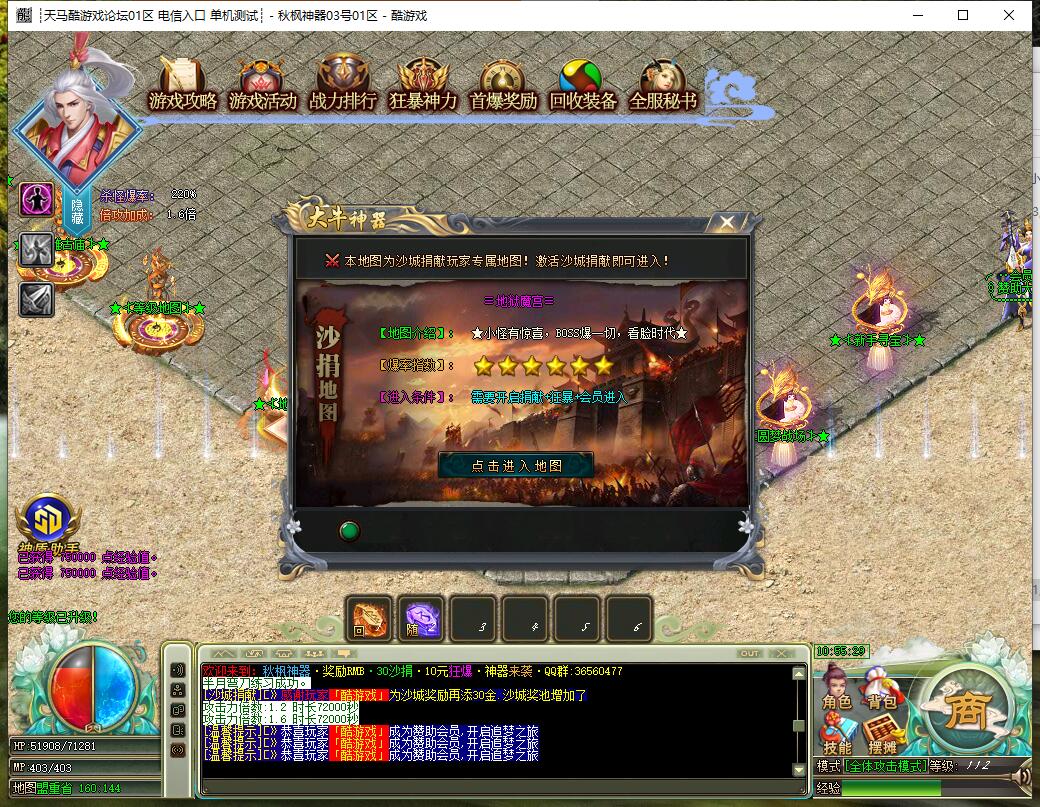 天马酷游戏论坛01区 电信入口 单机测试 - 秋枫神器03号01区 - 酷游戏
游戏攻略 游戏活动 战力排行 狂暴神力 首爆奖励 回收装备 全服秘书
杀怪爆率: 220%
倍攻加成: 1.6倍
隐藏
大牛神器
本地图为沙城捐献玩家专属地图！激活沙城捐献即可进入！
=地狱魔宫=
沙捐地图
【地图介绍】： ★小怪有惊喜，BOSS爆一切，看脸时代★
【爆率指数】：
【进入条件】： 需要开启捐献+狂暴+会员进入
点击进入地图
古庙★
★等级地图★
★新手寻宝★
圆梦战场★
会员
赞助
神盾助手
已获得 750000 点经验值。
已获得 750000 点经验值。
您的等级已升级！
回 随 3 4 5 6
OUT
10:55:29
欢迎来到: 秋枫神器·奖励RMB·30沙捐·10元狂爆·神器来袭·QQ群:36560477
半月弯刀练习成功。
[沙城捐献]C》感谢玩家『酷游戏』为沙城奖励再添30金 沙城奖池增加了
攻击力倍数:1.2 时长72000秒
攻击力倍数:1.6 时长72000秒
[温馨提示]C》恭喜玩家『酷游戏』成为赞助会员,开启追梦之旅
[温馨提示]C》恭喜玩家『酷游戏』成为赞助会员,开启追梦之旅
[温馨提示]C》恭喜玩家『酷游戏』成为赞助会员,开启追梦之旅
HP 51908/71281
MP 403/403
地图 盟重省 160:144
角色 背包
技能 摆摊
商
模式[全体攻击模式] 等级: 112
经验